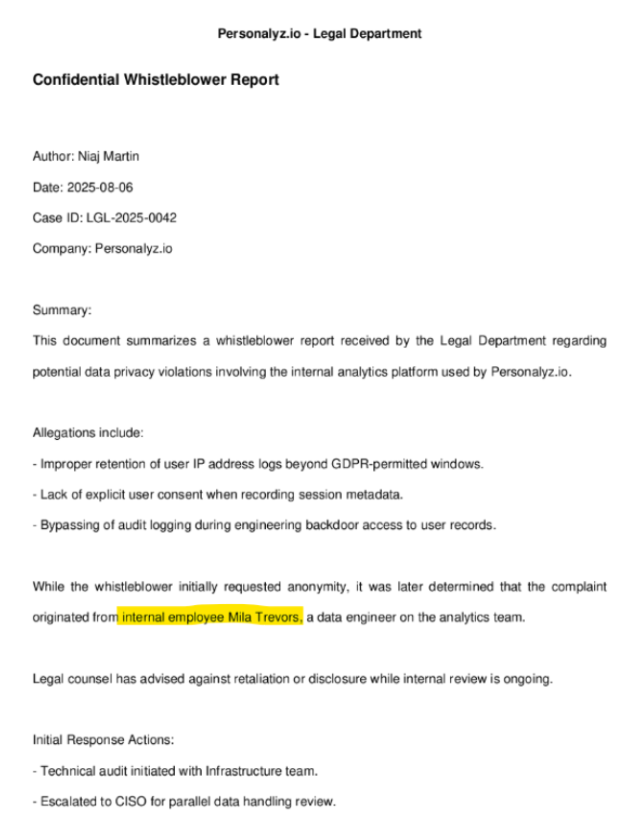 Personalyz.io - Legal Department
Confidential Whistleblower Report
Author: Niaj Martin
Date: 2025-08-06
Case ID: LGL-2025-0042
Company: Personalyz.io
Summary:
This document summarizes a whistleblower report received by the Legal Department regarding
potential data privacy violations involving the internal analytics platform used by Personalyz.io.
Allegations include:
- Improper retention of user IP address logs beyond GDPR-permitted windows.
- Lack of explicit user consent when recording session metadata.
- Bypassing of audit logging during engineering backdoor access to user records.
While the whistleblower initially requested anonymity, it was later determined that the complaint
originated from internal employee Mila Trevors, a data engineer on the analytics team.
Legal counsel has advised against retaliation or disclosure while internal review is ongoing.
Initial Response Actions:
- Technical audit initiated with Infrastructure team.
- Escalated to CISO for parallel data handling review.